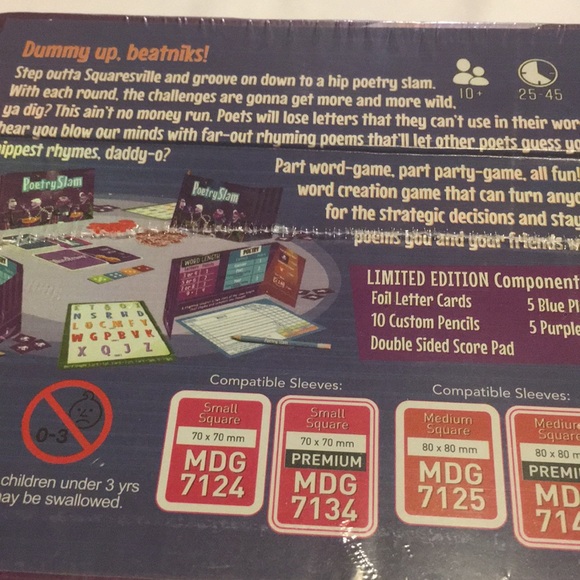 Dummy up, beatniks!
Step outta Squaresville and groove on down to a hip poetry slam.
With each round, the challenges are gonna get more and more wild,
ya dig? This ain't no money run. Poets will lose letters that they can't use in their
hear you blow our minds with far-out rhyming poems that'll let other poets guess
rhymes, daddy-o?
10+
25-45
Part word-game, part party-game, all fun!
word creation game that can turn
for the strategic decisions and
poems you and your friends
Poetry Slam
Poetry Slam
WORD LENGTH
POETRY
LIMITED EDITION
Foil Letter Cards
10 Custom Pencils
Double Sided Score Pad
5 Blue
5 Purple
0-3
children under 3 yrs
may be swallowed.
Compatible Sleeves:
Small
Square
70 x 70 mm
MDG
7124
Small
Square
70 x 70 mm
PREMIUM
MDG
7134
Compatible Sleeves:
Medium
Square
80 x 80 mm
MDG
7125
Medium
Square
80 x 80